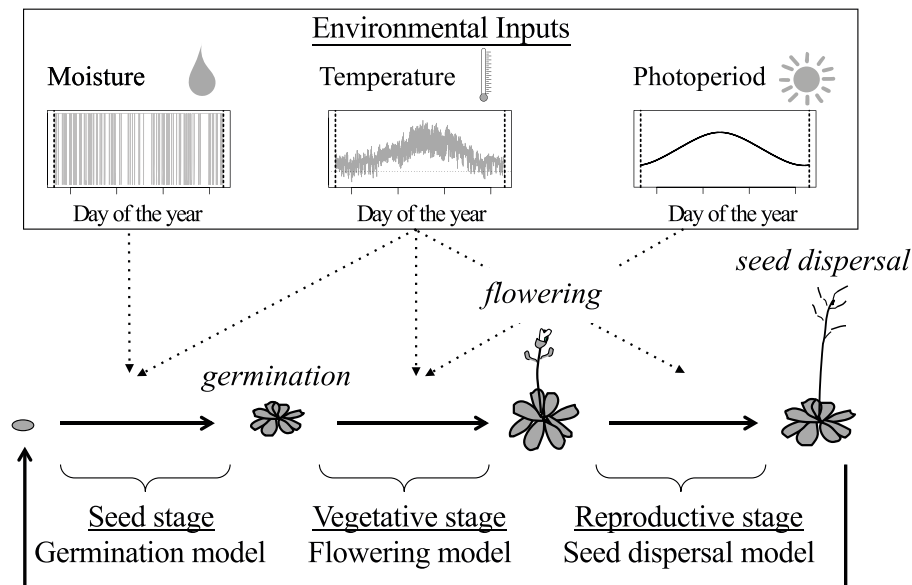 Environmental Inputs
Moisture
Temperature
Photoperiod
Day of the year
Day of the year
Day of the year
seed dispersal
flowering
germination
Seed stage
Germination model
Vegetative stage
Flowering model
Reproductive stage
Seed dispersal model